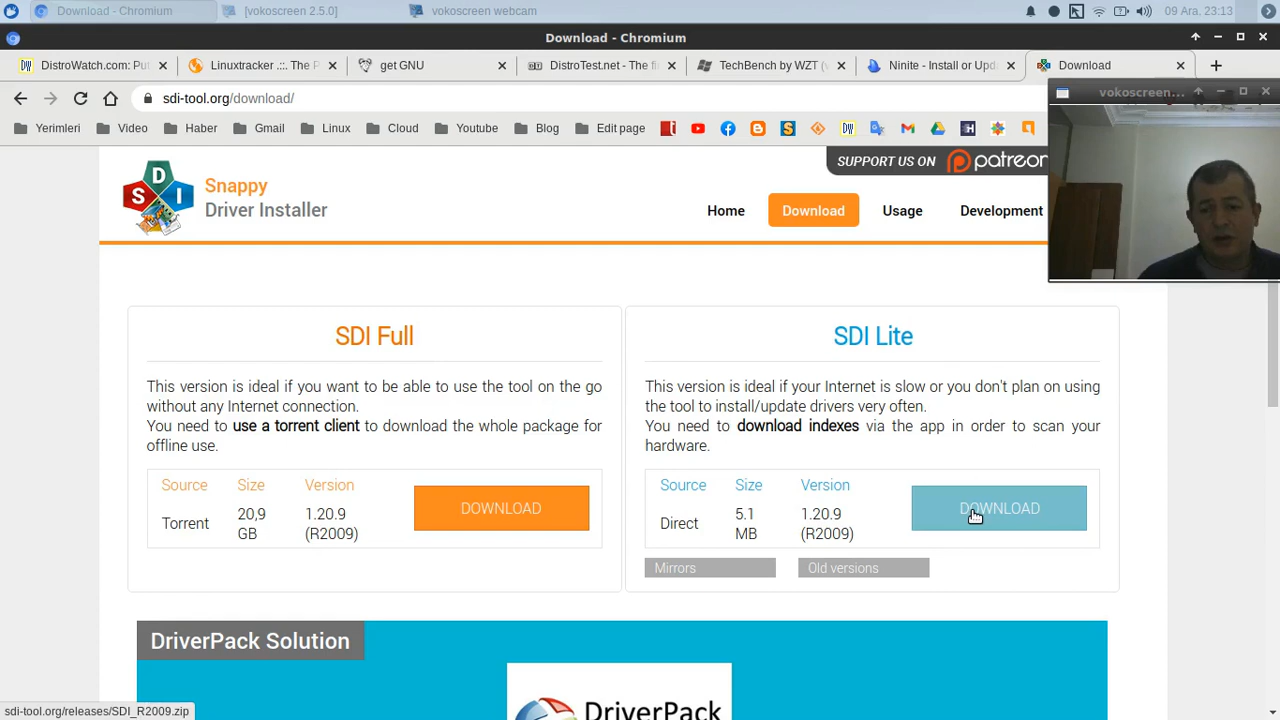 Download - Chromium
[vokoscreen 2.5.0]
vokoscreen webcam
09 Ara, 23:13
Download - Chromium
DistroWatch.com: Put
Linuxtracker .::. The P
get GNU
DistroTest.net - The fi
TechBench by WZT (v
Ninite - Install or Upd
Download
sdi-tool.org/download/
vokoscreen...
Yerimleri
Video
Haber
Gmail
Linux
Cloud
Youtube
Blog
Edit page
SUPPORT US ON patreon
S D I
Snappy
Driver Installer
Home
Download
Usage
Development
SDI Full
This version is ideal if you want to be able to use the tool on the go
without any Internet connection.
You need to use a torrent client to download the whole package for
offline use.
Source Size Version
Torrent 20,9 GB 1.20.9 (R2009)
DOWNLOAD
SDI Lite
This version is ideal if your Internet is slow or you don't plan on using
the tool to install/update drivers very often.
You need to download indexes via the app in order to scan your
hardware.
Source Size Version
Direct 5.1 MB 1.20.9 (R2009)
DOWNLOAD
Mirrors
Old versions
DriverPack Solution
DriverPack
sdi-tool.org/releases/SDI_R2009.zip